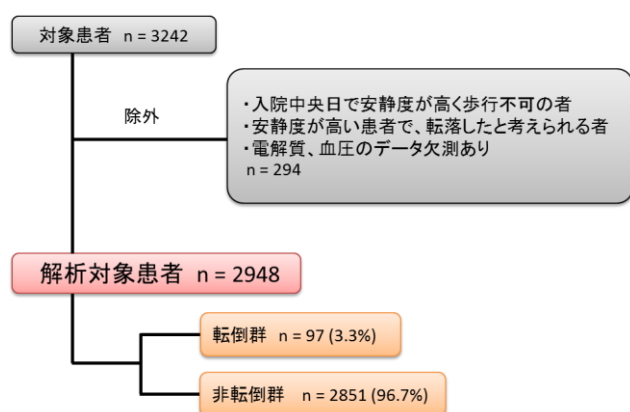 対象患者 n = 3242
除外
・入院中央日で安静度が高く歩行不可の者
・安静度が高い患者で、転落したと考えられる者
・電解質、血圧のデータ欠測あり
n = 294
解析対象患者 n = 2948
転倒群 n = 97 (3.3%)
非転倒群 n = 2851 (96.7%)